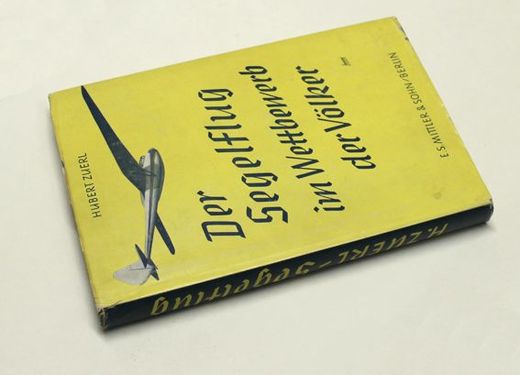 HUBERT ZUERL
Der
Segelflug
im Wettbewerb
der Völker
E.S. MITTLER & SOHN / BERLIN
H. ZUERL - Segelflug